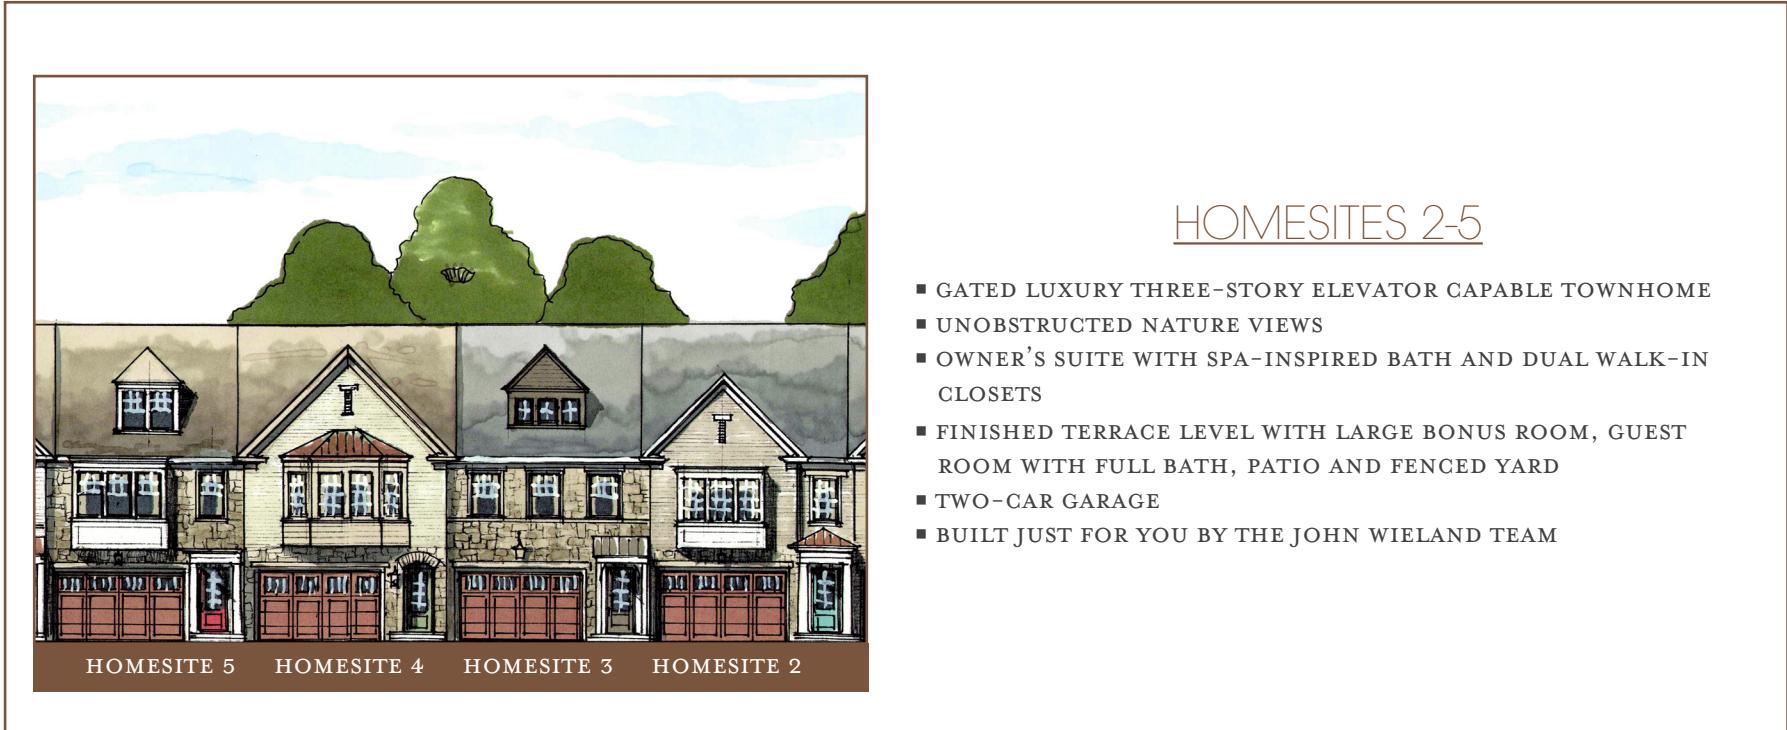 HOMESITES 2-5
▪ GATED LUXURY THREE-STORY ELEVATOR CAPABLE TOWNHOME
▪ UNOBSTRUCTED NATURE VIEWS
▪ OWNER'S SUITE WITH SPA-INSPIRED BATH AND DUAL WALK-IN
CLOSETS
▪ FINISHED TERRACE LEVEL WITH LARGE BONUS ROOM, GUEST
ROOM WITH FULL BATH, PATIO AND FENCED YARD
▪ TWO-CAR GARAGE
▪ BUILT JUST FOR YOU BY THE JOHN WIELAND TEAM
HOMESITE 5 HOMESITE 4 HOMESITE 3 HOMESITE 2